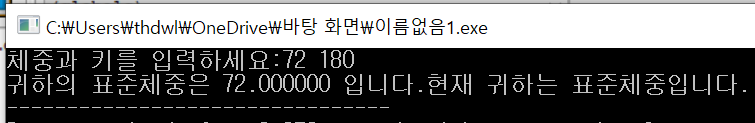 C:₩Users₩thdwl₩OneDrive₩바탕 화면₩이름없음1.exe
체중과 키를 입력하세요:72 180
귀하의 표준체중은 72.000000 입니다.현재 귀하는 표준체중입니다.
--------------------------------